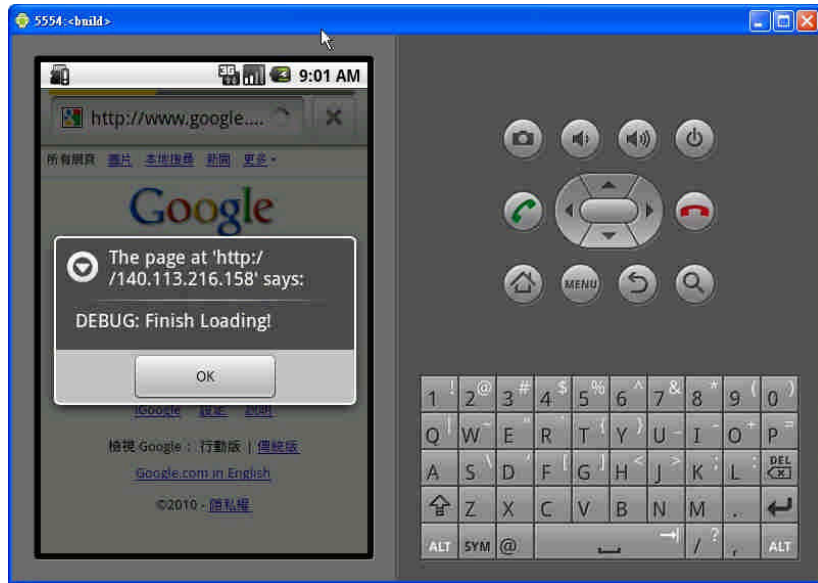 5554:<build>
9:01 AM
http://www.google....
所有網頁 圖片 本地搜尋 新聞 更多
Google
The page at 'http:/
/140.113.216.158' says:
DEBUG: Finish Loading!
OK
iGoogle 設定 說明
檢視 Google： 行動版 | 傳統版
Google.com in English
©2010 - 隱私權
MENU
1 ! 2 @ 3 # 4 $ 5 % 6 ^ 7 & 8 * 9 ( 0 )
Q | W ~ E " R ` T { Y } U _ I - O + P =
A S \ D ' F [ G ] H < J > K ; L : DEL
Z X C V B N M .
ALT SYM @ / ? , ALT